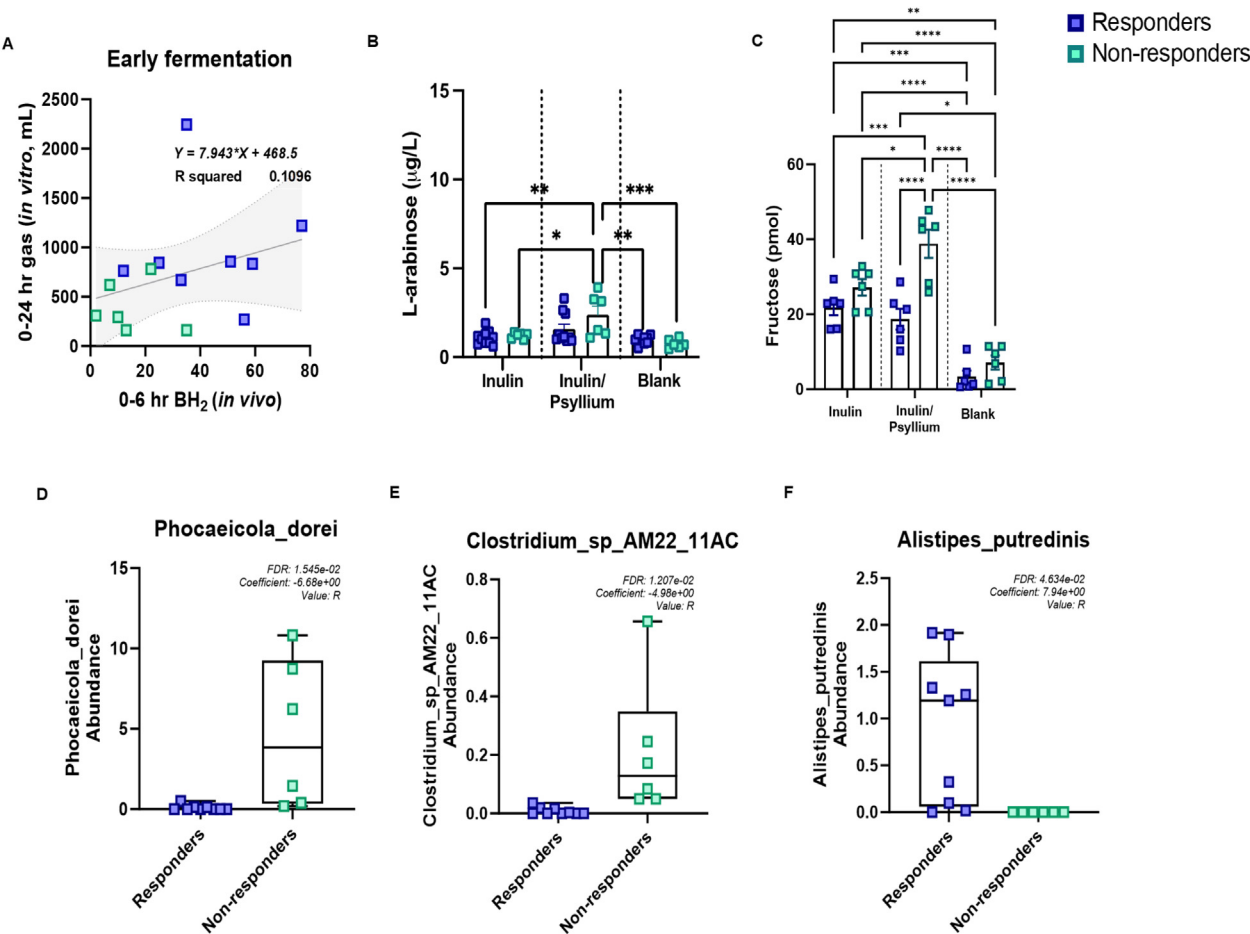 Responders
Non-responders
A
Early fermentation
0-24 hr gas (in vitro, mL)
2500
2000
1500
1000
500
0
Y = 7.943*X + 468.5
R squared 0.1096
0 20 40 60 80
0-6 hr BH2 (in vivo)
B
L-arabinose (µg/L)
15
10
5
0
** ***
* **
Inulin Inulin/ Blank
Psyllium
C
**
****
***
****
*
***
* ****
**** ****
Fructose (pmol)
60
40
20
0
Inulin Inulin/ Blank
Psyllium
D
Phocaeicola_dorei
FDR: 1.545e-02
Coefficient: -6.68e+00
Value: R
Phocaeicola_dorei
Abundance
15
10
5
0
Responders
Non-responders
E
Clostridium_sp_AM22_11AC
FDR: 1.207e-02
Coefficient: -4.98e+00
Value: R
Clostridium_sp_AM22_11AC
Abundance
0.8
0.6
0.4
0.2
0.0
Responders
Non-responders
F
Alistipes_putredinis
FDR: 4.634e-02
Coefficient: 7.94e+00
Value: R
Alistipes_putredinis
Abundance
2.5
2.0
1.5
1.0
0.5
0.0
Responders
Non-responders